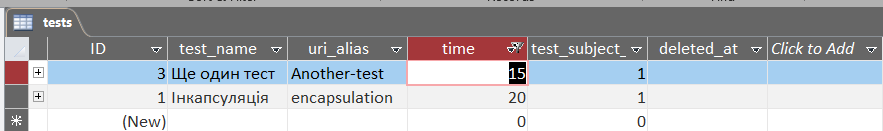 tests
ID test_name uri_alias time test_subject_ deleted_at Click to Add
3 Ще один тест Another-test 15 1
1 Інкапсуляція encapsulation 20 1
(New) 0 0